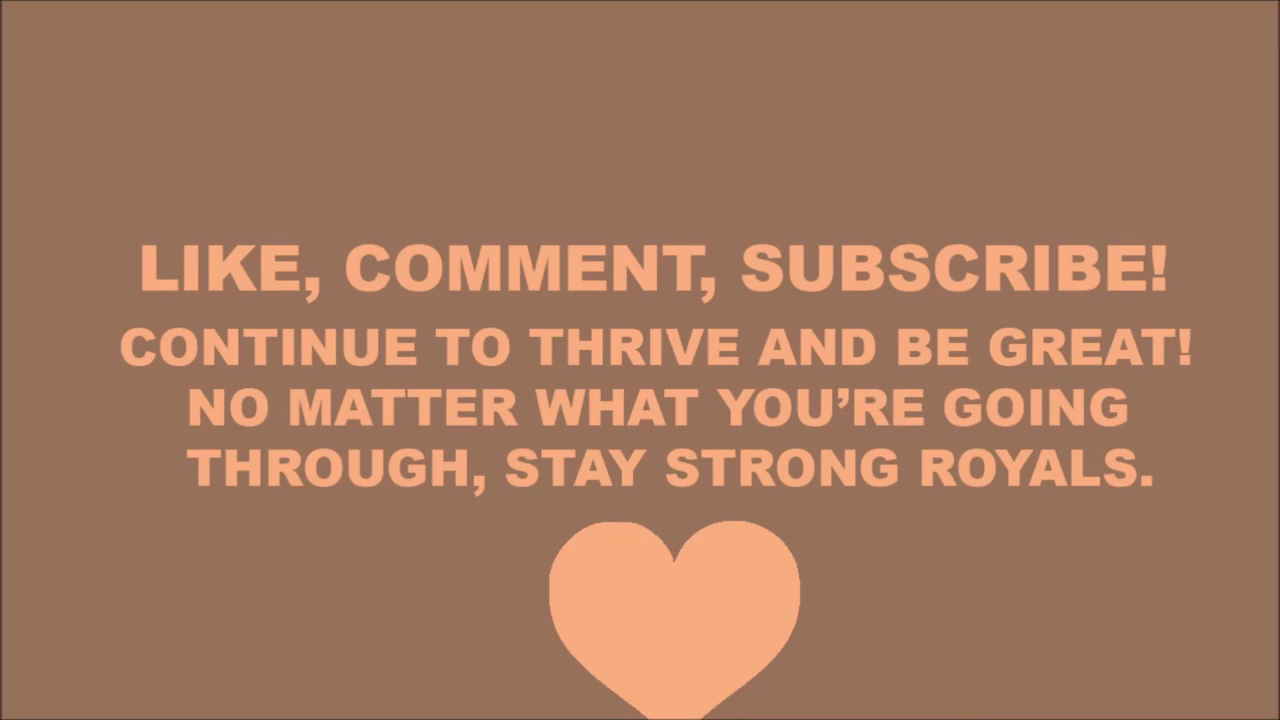 LIKE, COMMENT, SUBSCRIBE!
CONTINUE TO THRIVE AND BE GREAT!
NO MATTER WHAT YOU’RE GOING
THROUGH, STAY STRONG ROYALS.